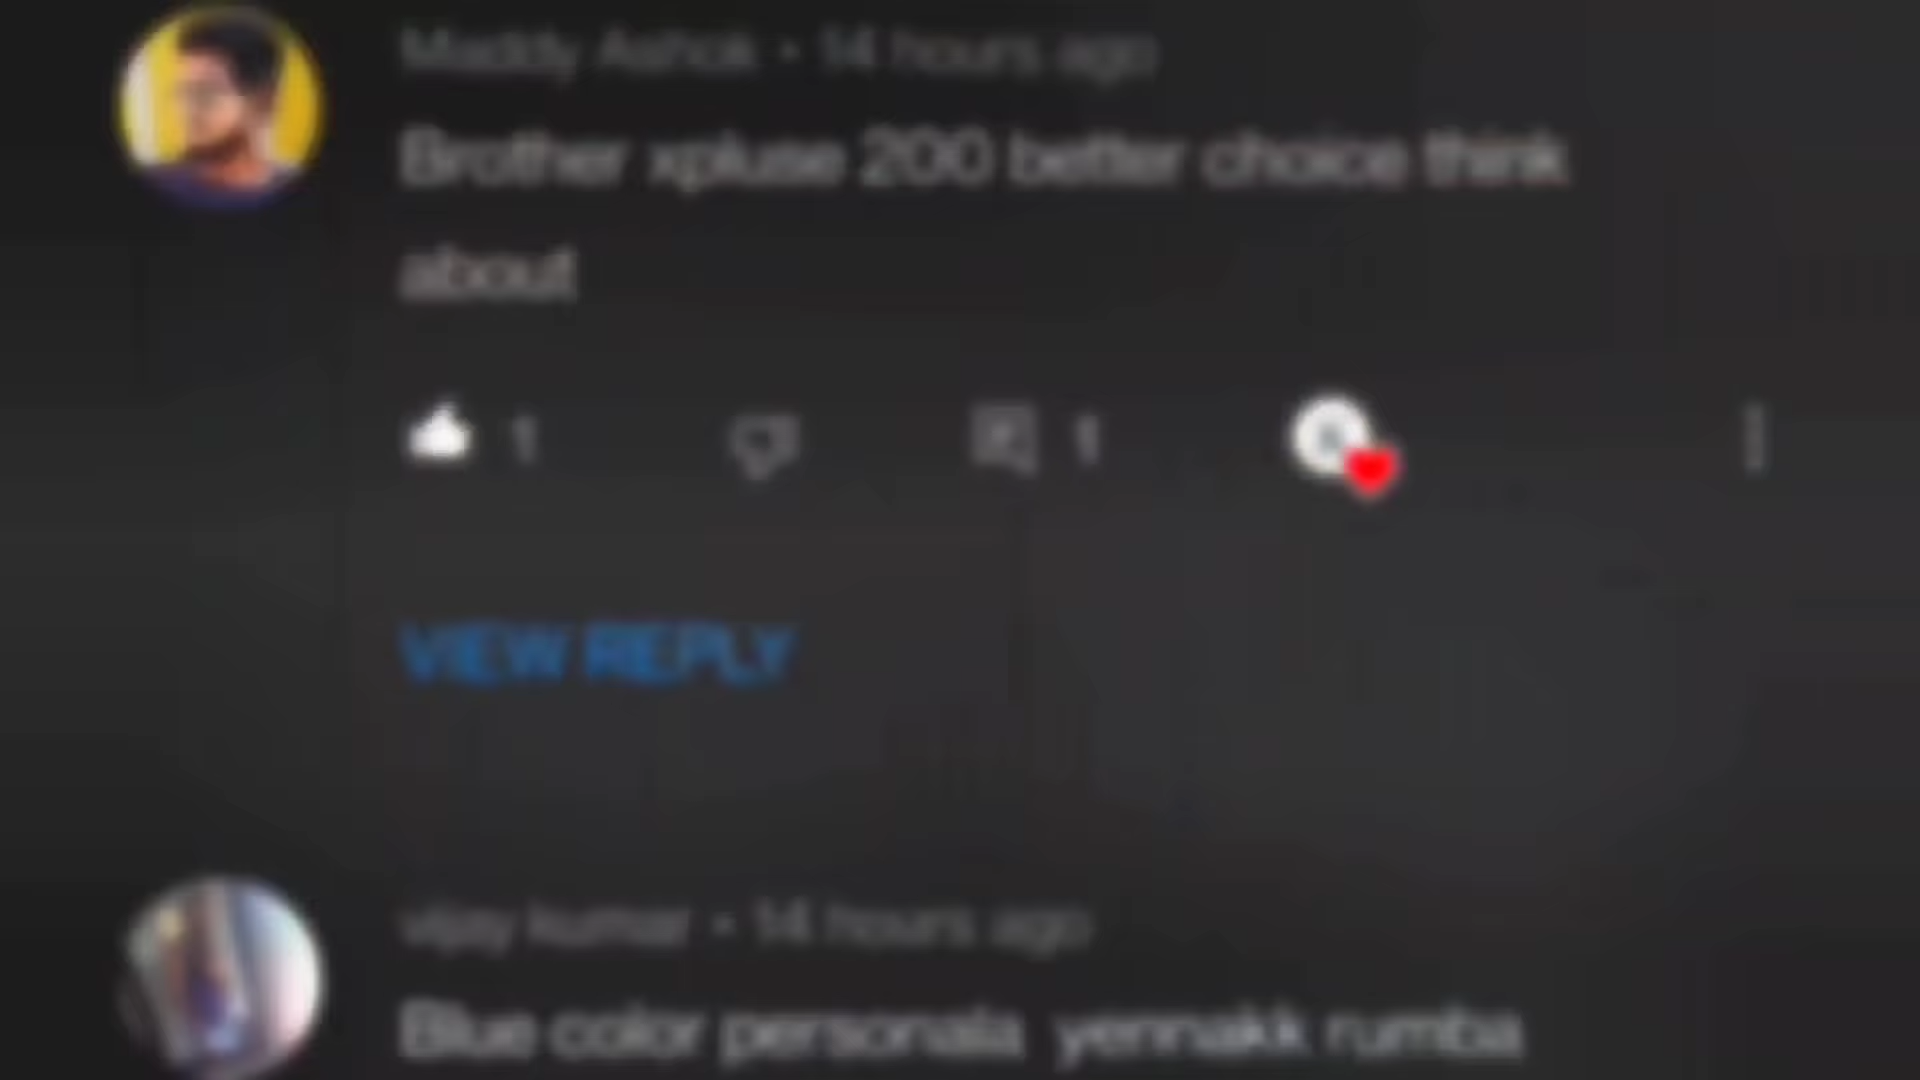 Maddy Ashok • 14 hours ago
Brother xpluse 200 better choice think
about
1
1
VIEW REPLY
vijay kumar • 14 hours ago
Blue color personala yennakk rumba